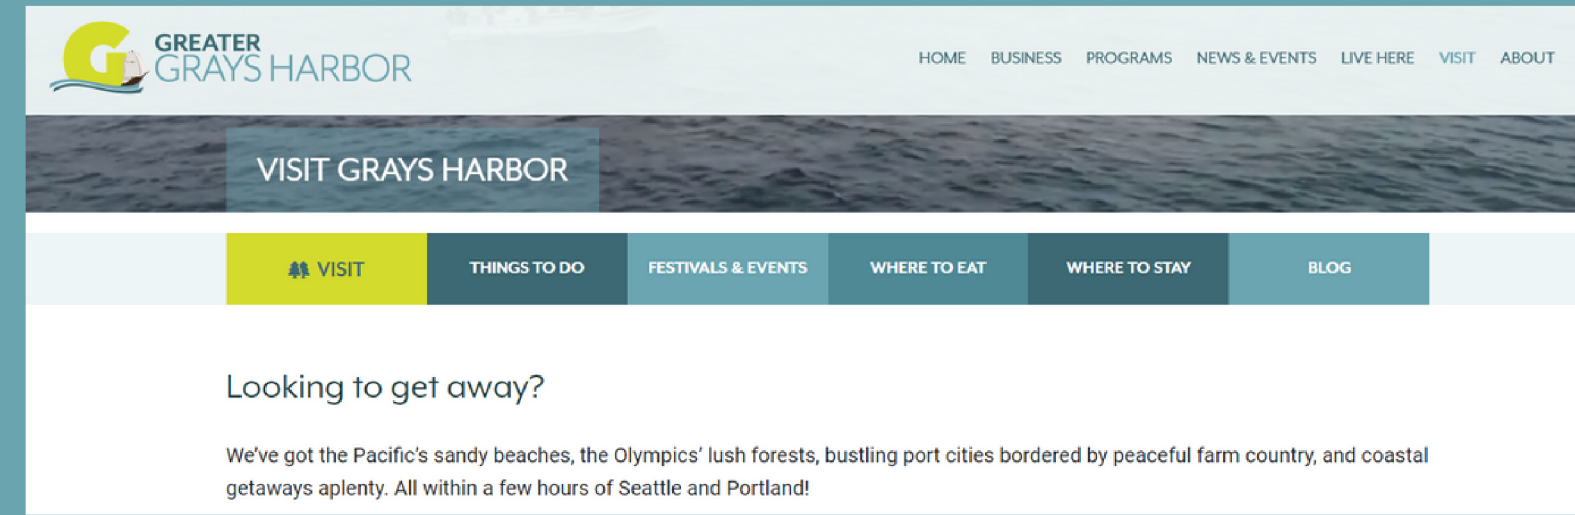 GREATER
GRAYS HARBOR
HOME BUSINESS PROGRAMS NEWS & EVENTS LIVE HERE VISIT ABOUT
VISIT GRAYS HARBOR
VISIT THINGS TO DO FESTIVALS & EVENTS WHERE TO EAT WHERE TO STAY BLOG
Looking to get away?
We've got the Pacific's sandy beaches, the Olympics' lush forests, bustling port cities bordered by peaceful farm country, and coastal
getaways aplenty. All within a few hours of Seattle and Portland!